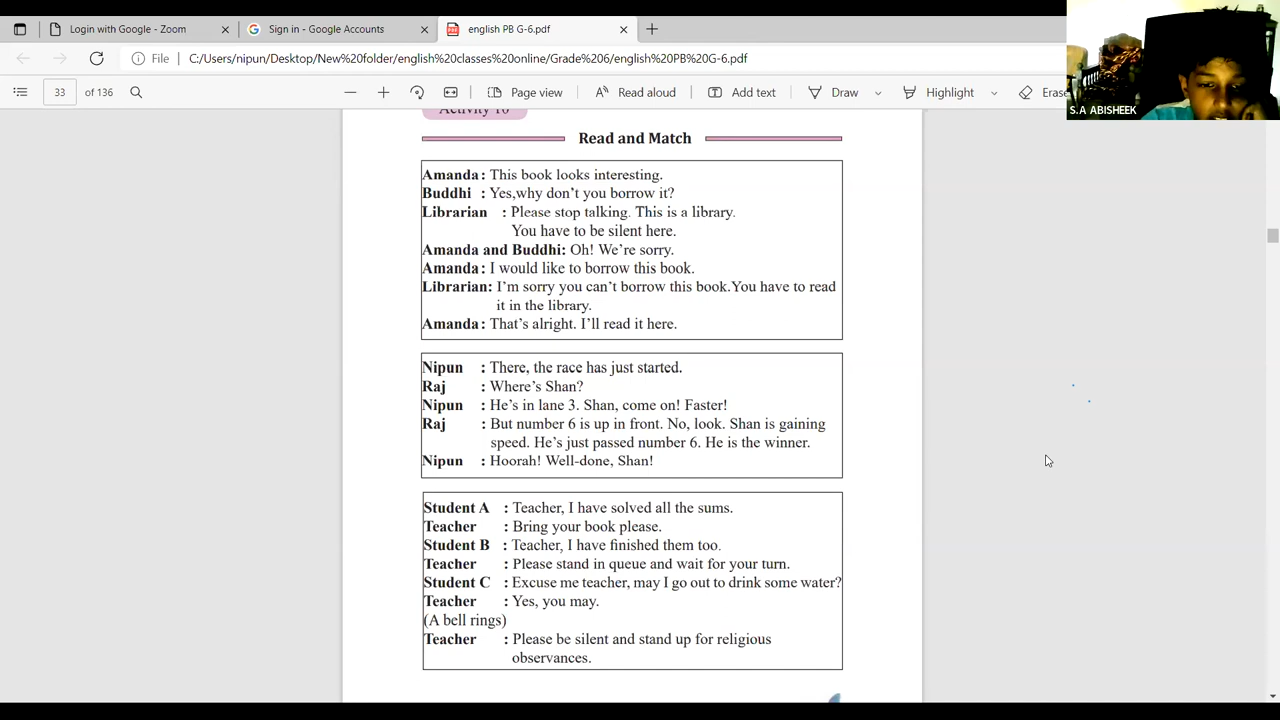 Login with Google - Zoom
Sign in - Google Accounts
english PB G-6.pdf
File
C:/Users/nipun/Desktop/New%20folder/english%20classes%20online/Grade%206/english%20PB%20G-6.pdf
33 of 136
Page view
Read aloud
Add text
Draw
Highlight
Erase
S.A ABISHEEK
Activity 10
Read and Match
Amanda : This book looks interesting.
Buddhi : Yes,why don't you borrow it?
Librarian : Please stop talking. This is a library.
You have to be silent here.
Amanda and Buddhi: Oh! We're sorry.
Amanda : I would like to borrow this book.
Librarian: I'm sorry you can't borrow this book.You have to read
it in the library.
Amanda : That's alright. I'll read it here.
Nipun : There, the race has just started.
Raj : Where's Shan?
Nipun : He's in lane 3. Shan, come on! Faster!
Raj : But number 6 is up in front. No, look. Shan is gaining
speed. He's just passed number 6. He is the winner.
Nipun : Hoorah! Well-done, Shan!
Student A : Teacher, I have solved all the sums.
Teacher : Bring your book please.
Student B : Teacher, I have finished them too.
Teacher : Please stand in queue and wait for your turn.
Student C : Excuse me teacher, may I go out to drink some water?
Teacher : Yes, you may.
(A bell rings)
Teacher : Please be silent and stand up for religious
observances.